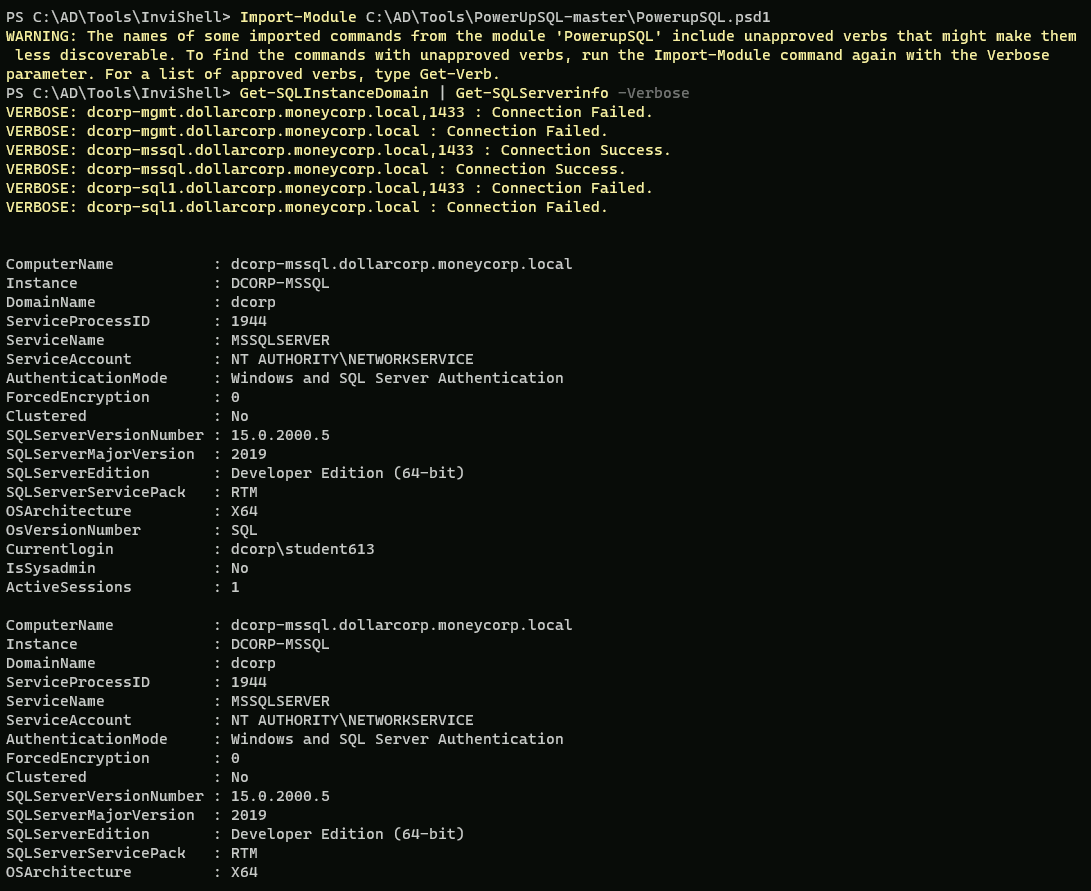 PS C:\AD\Tools\InviShell> Import-Module C:\AD\Tools\PowerUpSQL-master\PowerupSQL.psd1
WARNING: The names of some imported commands from the module 'PowerupSQL' include unapproved verbs that might make them
 less discoverable. To find the commands with unapproved verbs, run the Import-Module command again with the Verbose
parameter. For a list of approved verbs, type Get-Verb.
PS C:\AD\Tools\InviShell> Get-SQLInstanceDomain | Get-SQLServerinfo -Verbose
VERBOSE: dcorp-mgmt.dollarcorp.moneycorp.local,1433 : Connection Failed.
VERBOSE: dcorp-mgmt.dollarcorp.moneycorp.local : Connection Failed.
VERBOSE: dcorp-mssql.dollarcorp.moneycorp.local,1433 : Connection Success.
VERBOSE: dcorp-mssql.dollarcorp.moneycorp.local : Connection Success.
VERBOSE: dcorp-sql1.dollarcorp.moneycorp.local,1433 : Connection Failed.
VERBOSE: dcorp-sql1.dollarcorp.moneycorp.local : Connection Failed.
ComputerName           : dcorp-mssql.dollarcorp.moneycorp.local
Instance               : DCORP-MSSQL
DomainName             : dcorp
ServiceProcessID       : 1944
ServiceName            : MSSQLSERVER
ServiceAccount         : NT AUTHORITY\NETWORKSERVICE
AuthenticationMode     : Windows and SQL Server Authentication
ForcedEncryption       : 0
Clustered              : No
SQLServerVersionNumber : 15.0.2000.5
SQLServerMajorVersion  : 2019
SQLServerEdition       : Developer Edition (64-bit)
SQLServerServicePack   : RTM
OSArchitecture         : X64
OsVersionNumber        : SQL
Currentlogin           : dcorp\student613
IsSysadmin             : No
ActiveSessions         : 1
ComputerName           : dcorp-mssql.dollarcorp.moneycorp.local
Instance               : DCORP-MSSQL
DomainName             : dcorp
ServiceProcessID       : 1944
ServiceName            : MSSQLSERVER
ServiceAccount         : NT AUTHORITY\NETWORKSERVICE
AuthenticationMode     : Windows and SQL Server Authentication
ForcedEncryption       : 0
Clustered              : No
SQLServerVersionNumber : 15.0.2000.5
SQLServerMajorVersion  : 2019
SQLServerEdition       : Developer Edition (64-bit)
SQLServerServicePack   : RTM
OSArchitecture         : X64